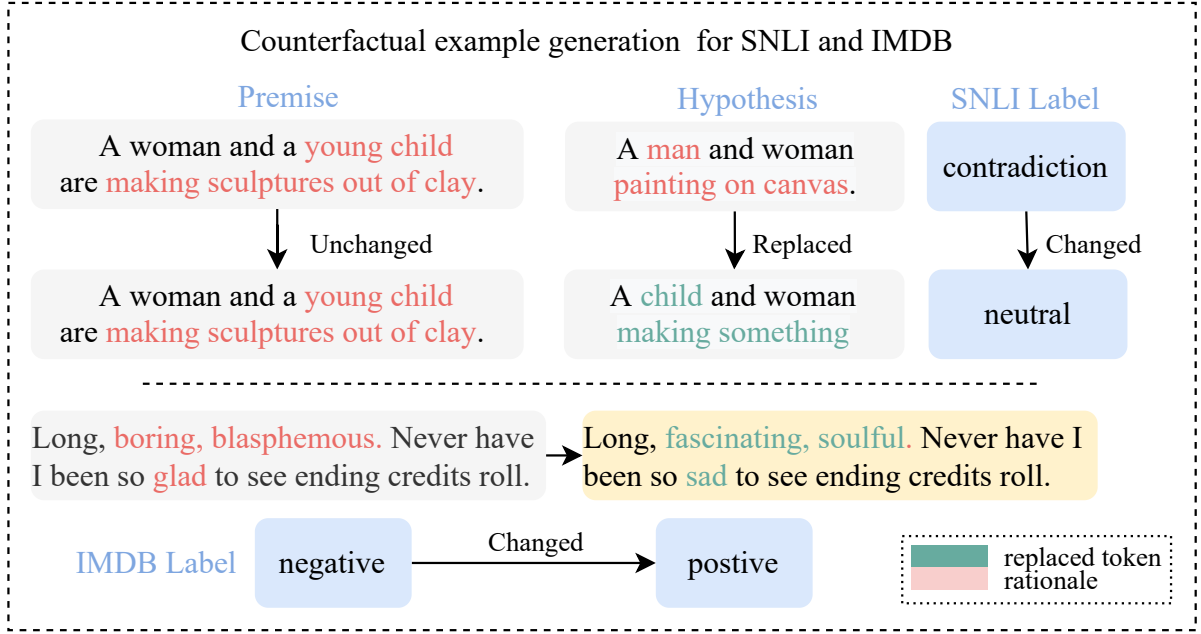 Counterfactual example generation for SNLI and IMDB
Premise
Hypothesis
SNLI Label
A woman and a young child
are making sculptures out of clay.
A man and woman
painting on canvas.
contradiction
Unchanged
Replaced
Changed
A woman and a young child
are making sculptures out of clay.
A child and woman
making something
neutral
Long, boring, blasphemous. Never have
I been so glad to see ending credits roll.
Long, fascinating, soulful. Never have I
been so sad to see ending credits roll.
IMDB Label
negative
Changed
postive
replaced token
rationale